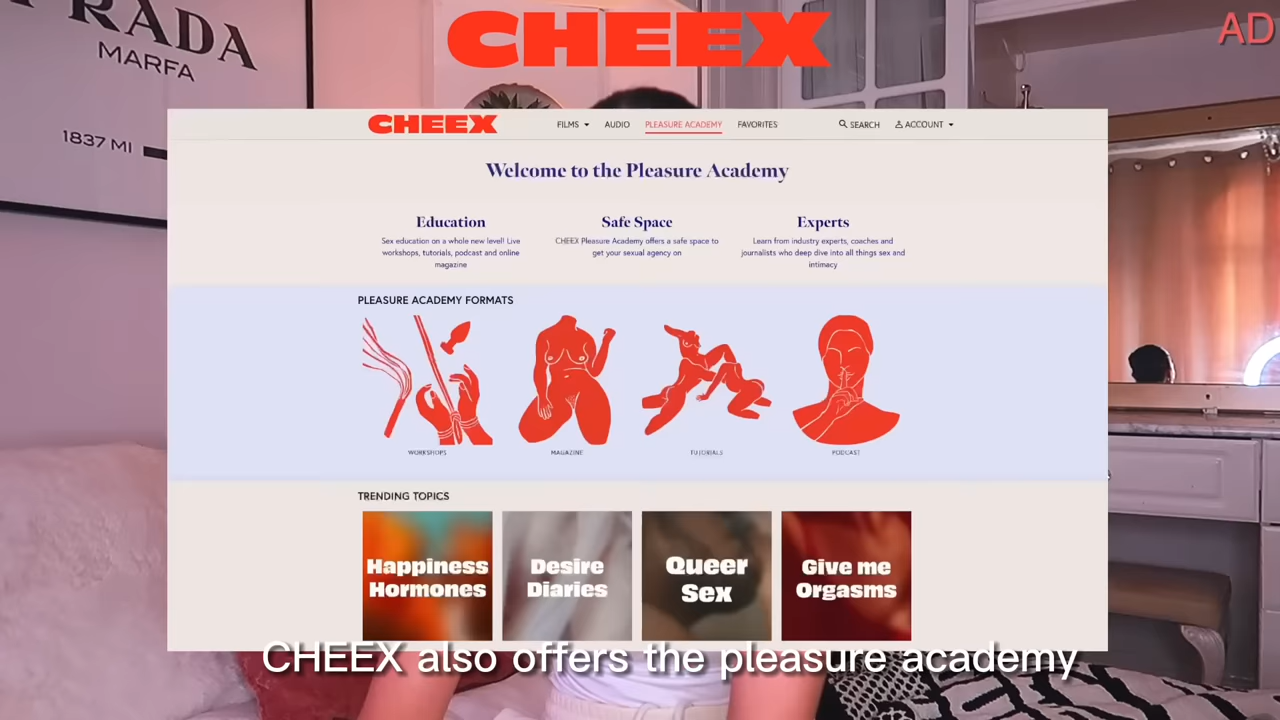 CHEEX
AD
PRADA
MARFA
1837 MI
CHEEX
FILMS
AUDIO
PLEASURE ACADEMY
FAVORITES
SEARCH
ACCOUNT
Welcome to the Pleasure Academy
Education
Sex education on a whole new level! Live
workshops, tutorials, podcast and online
magazine
Safe Space
CHEEX Pleasure Academy offers a safe space to
get your sexual agency on
Experts
Learn from industry experts, coaches and
journalists who deep dive into all things sex and
intimacy
PLEASURE ACADEMY FORMATS
WORKSHOPS
MAGAZINE
TUTORIALS
PODCAST
TRENDING TOPICS
Happiness
Hormones
Desire
Diaries
Queer
Sex
Give me
Orgasms
CHEEX also offers the pleasure academy